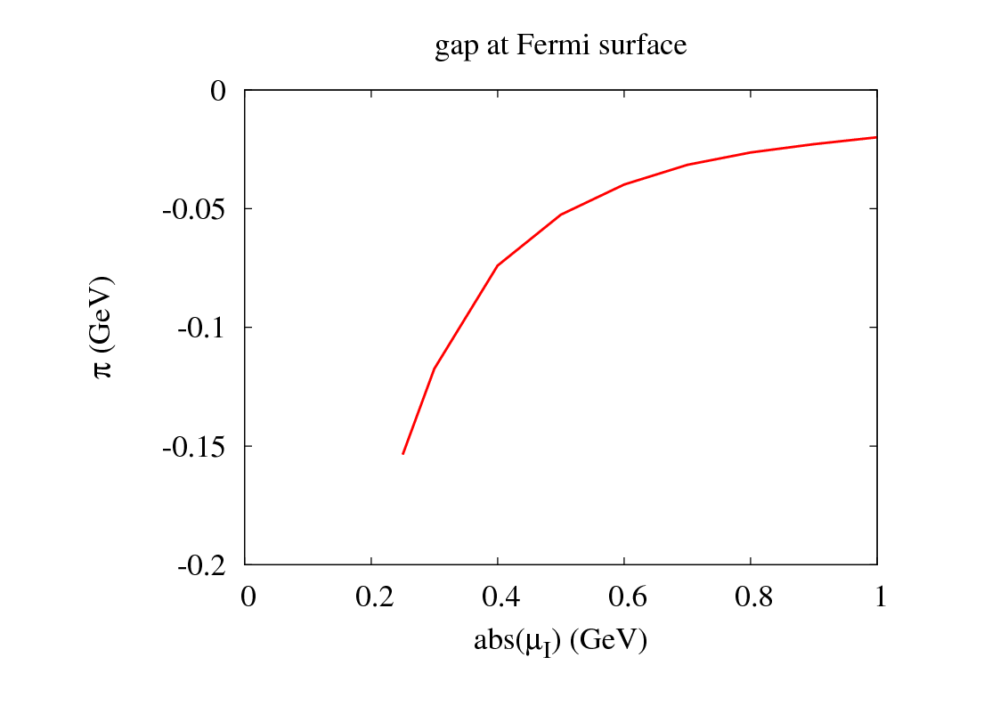 gap at Fermi surface
0
-0.05
-0.1
-0.15
-0.2
π (GeV)
0 0.2 0.4 0.6 0.8 1
abs(μI) (GeV)